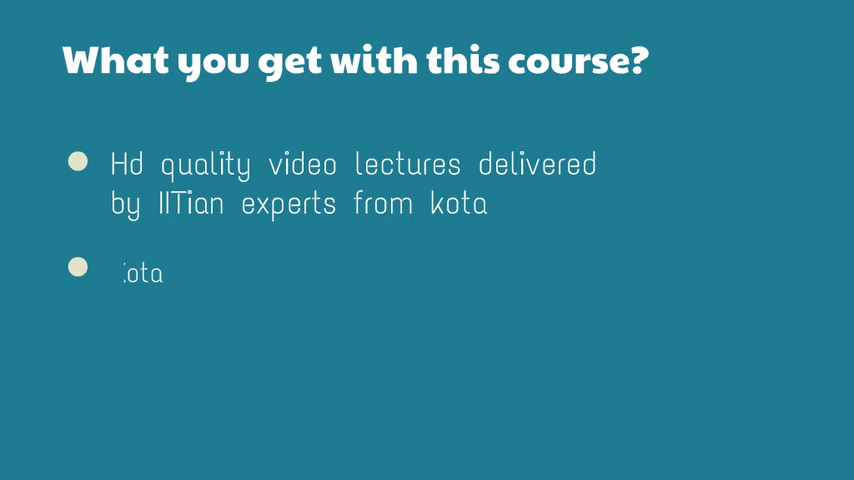 What you get with this course?
Hd quality video lectures delivered
by IITian experts from kota